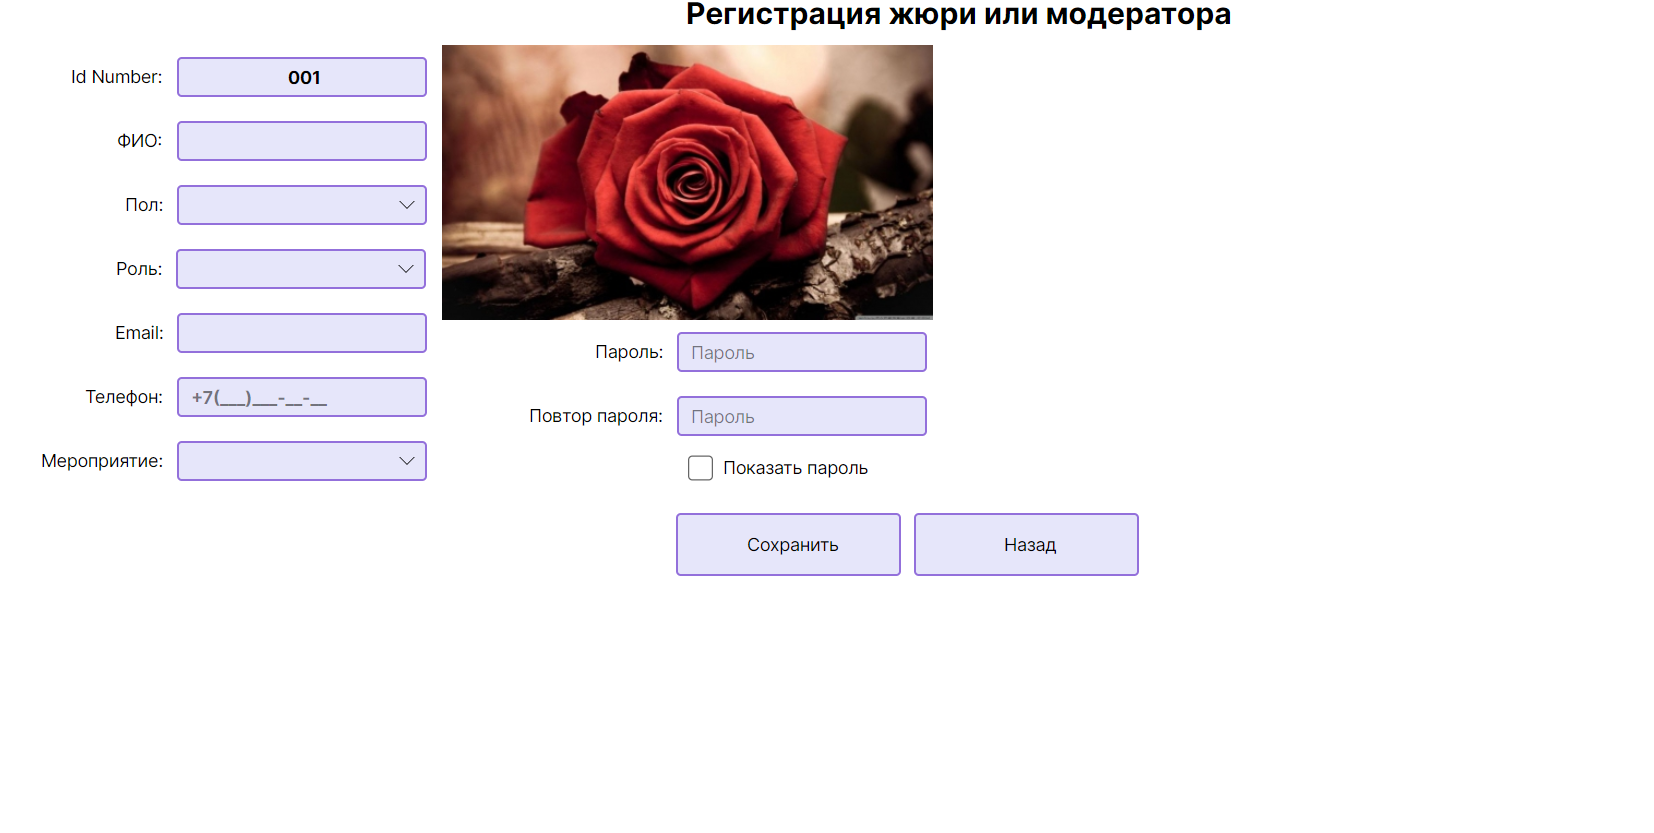 Регистрация жюри или модератора
Id Number: 001
ФИО:
Пол:
Роль:
Email:
Телефон: +7(___)___-__-__
Мероприятие:
Пароль: Пароль
Повтор пароля: Пароль
Показать пароль
Сохранить
Назад